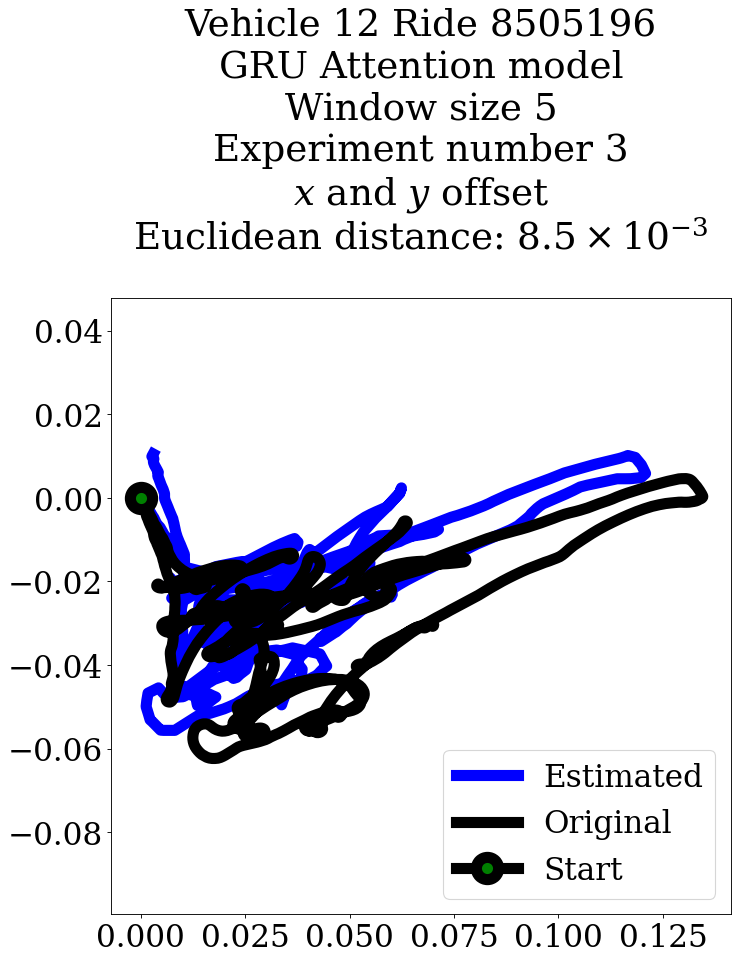 Vehicle 12 Ride 8505196
GRU Attention model
Window size 5
Experiment number 3
x and y offset
Euclidean distance: 8.5 × 10⁻³
0.04
0.02
0.00
−0.02
−0.04
−0.06
−0.08
Estimated
Original
Start
0.000 0.025 0.050 0.075 0.100 0.125